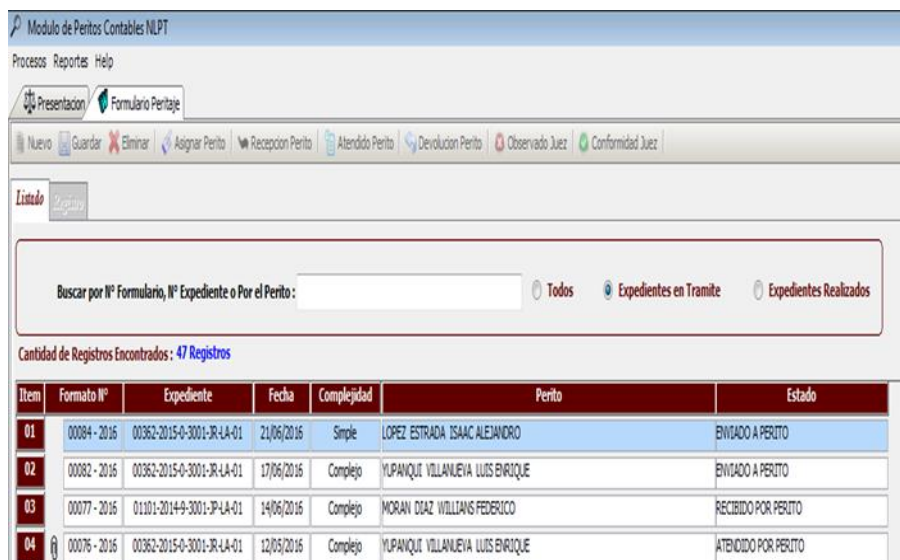 Modulo de Peritos Contables NLPT
Procesos Reportes Help
Presentacion Formulario Peritaje
Nuevo Guardar Eliminar Asignar Perito Recepcion Perito Atendido Perito Devolucion Perito Observado Juez Conformidad Juez
Listado Registro
Buscar por Nº Formulario, Nº Expediente o Por el Perito : Todos Expedientes en Tramite Expedientes Realizados
Cantidad de Registros Encontrados : 47 Registros
Item Formato Nº Expediente Fecha Complejidad Perito Estado
01 00084 - 2016 00362-2015-0-3001-JR-LA-01 21/06/2016 Simple LOPEZ ESTRADA ISAAC ALEJANDRO ENVIADO A PERITO
02 00082 - 2016 00362-2015-0-3001-JR-LA-01 17/06/2016 Complejo YUPANQUI VILLANUEVA LUIS ENRIQUE ENVIADO A PERITO
03 00077 - 2016 01101-2014-9-3001-JP-LA-01 14/06/2016 Complejo MORAN DIAZ WILLIANS FEDERICO RECIBIDO POR PERITO
04 00076 - 2016 00362-2015-0-3001-JR-LA-01 12/05/2016 Complejo YUPANQUI VILLANUEVA LUIS ENRIQUE ATENDIDO POR PERITO